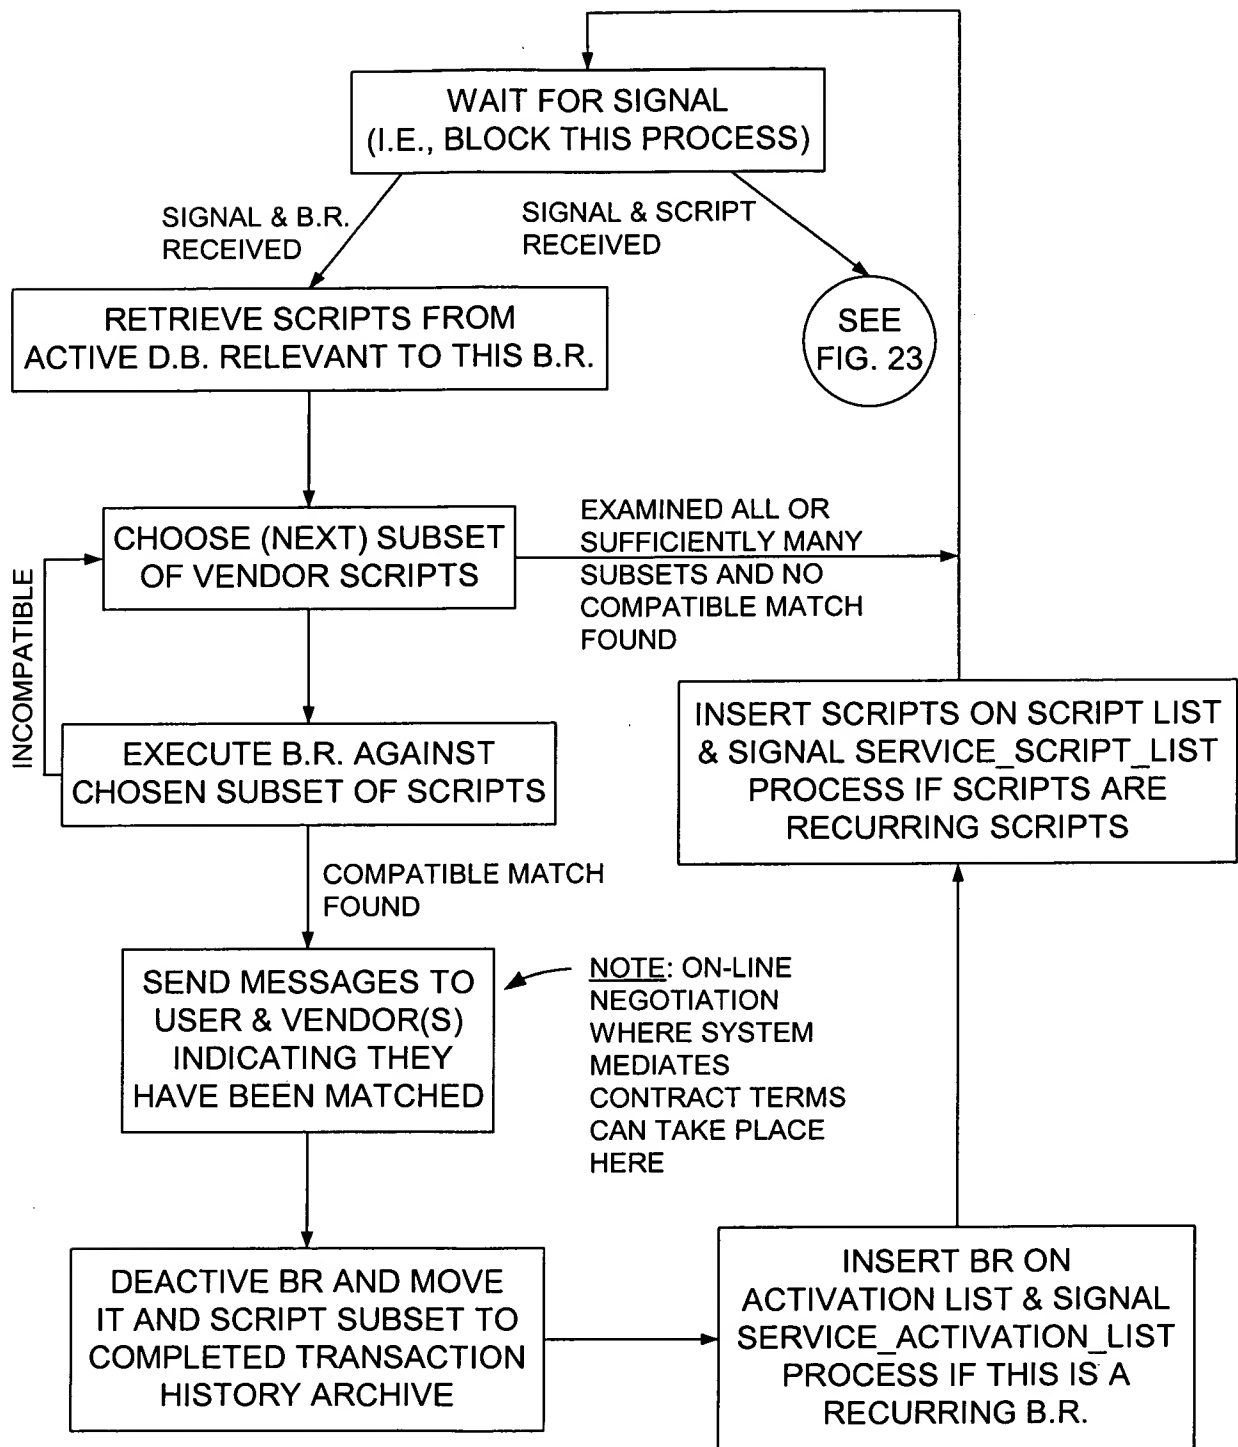 WAIT FOR SIGNAL
(I.E., BLOCK THIS PROCESS)
SIGNAL & B.R.
RECEIVED
SIGNAL & SCRIPT
RECEIVED
RETRIEVE SCRIPTS FROM
ACTIVE D.B. RELEVANT TO THIS B.R.
SEE
FIG. 23
CHOOSE (NEXT) SUBSET
OF VENDOR SCRIPTS
EXAMINED ALL OR
SUFFICIENTLY MANY
SUBSETS AND NO
COMPATIBLE MATCH
FOUND
INCOMPATIBLE
EXECUTE B.R. AGAINST
CHOSEN SUBSET OF SCRIPTS
INSERT SCRIPTS ON SCRIPT LIST
& SIGNAL SERVICE_SCRIPT_LIST
PROCESS IF SCRIPTS ARE
RECURRING SCRIPTS
COMPATIBLE MATCH
FOUND
SEND MESSAGES TO
USER & VENDOR(S)
INDICATING THEY
HAVE BEEN MATCHED
NOTE: ON-LINE
NEGOTIATION
WHERE SYSTEM
MEDIATES
CONTRACT TERMS
CAN TAKE PLACE
HERE
DEACTIVE BR AND MOVE
IT AND SCRIPT SUBSET TO
COMPLETED TRANSACTION
HISTORY ARCHIVE
INSERT BR ON
ACTIVATION LIST & SIGNAL
SERVICE_ACTIVATION_LIST
PROCESS IF THIS IS A
RECURRING B.R.